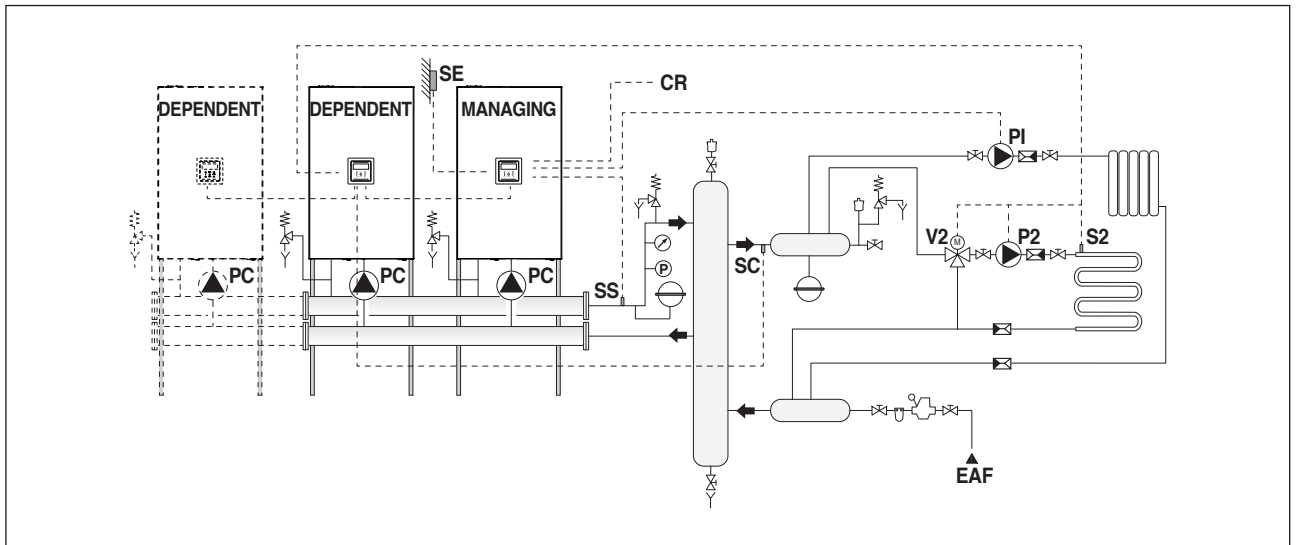 DEPENDENT
DEPENDENT
MANAGING
SE
CR
PC
PC
PC
SS
P
SC
PI
V2
M
P2
S2
EAF